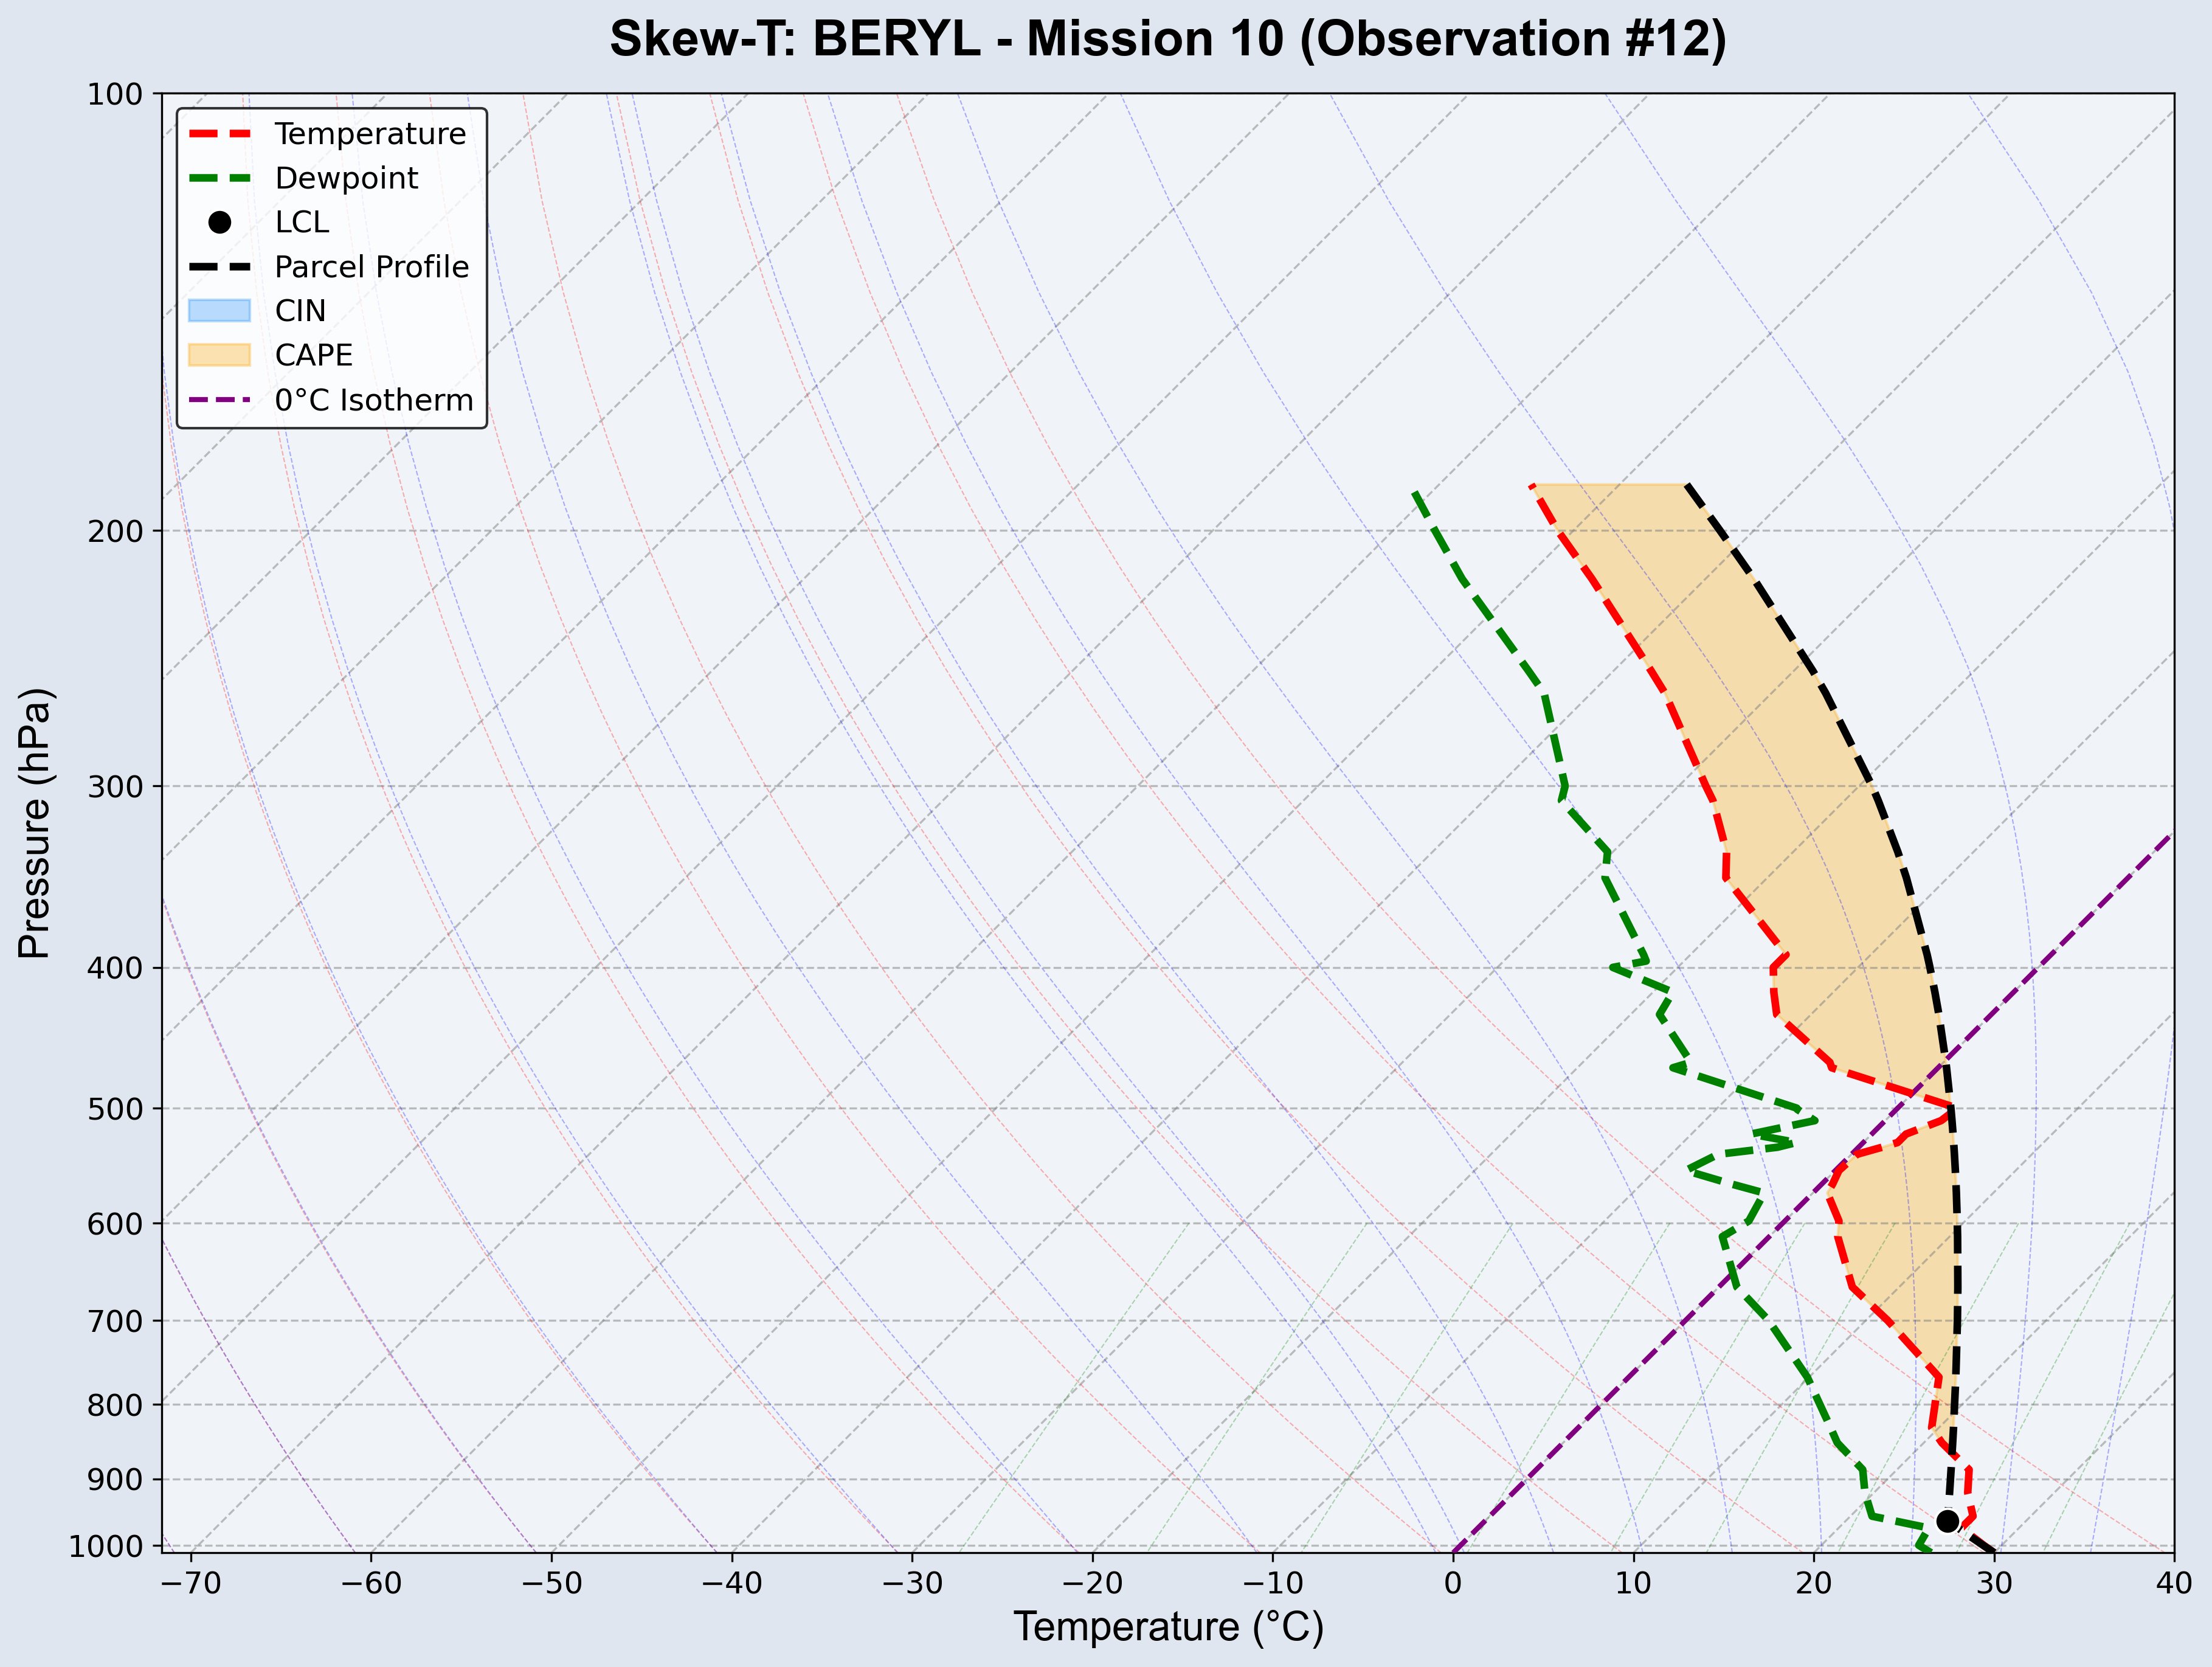 Skew-T: BERYL - Mission 10 (Observation #12)
Temperature
Dewpoint
LCL
Parcel Profile
CIN
CAPE
0°C Isotherm
Pressure (hPa)
100
200
300
400
500
600
700
800
900
1000
−70 −60 −50 −40 −30 −20 −10 0 10 20 30 40
Temperature (°C)